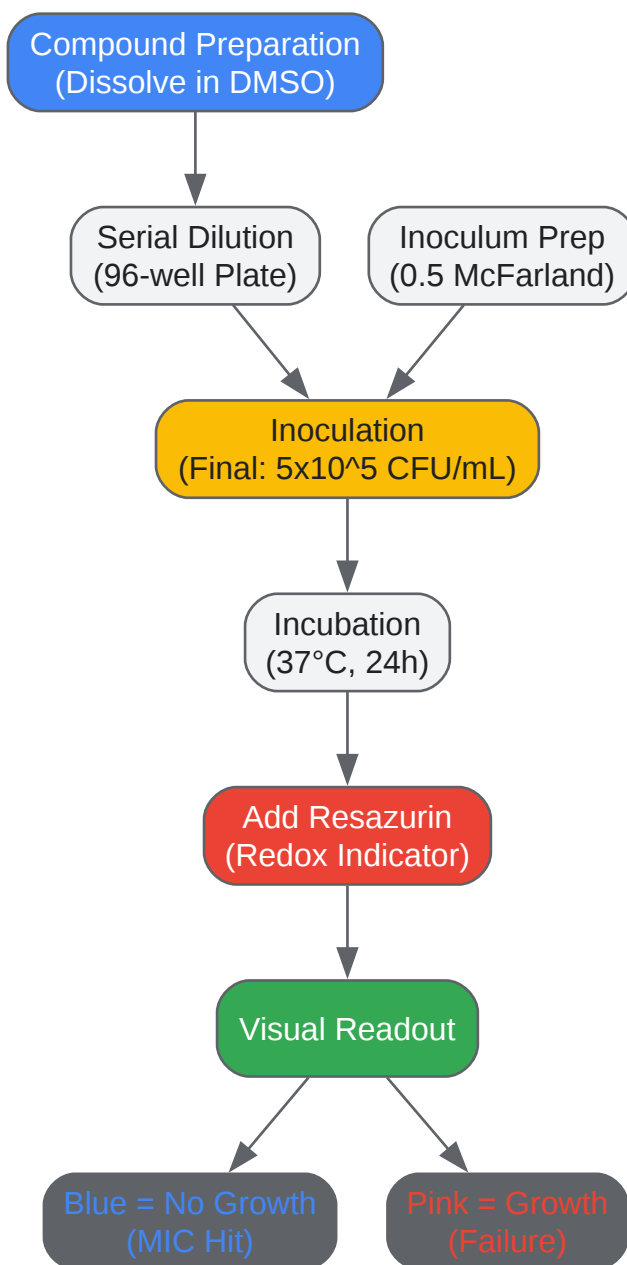 Compound Preparation
(Dissolve in DMSO)
Serial Dilution
(96-well Plate)
Inoculum Prep
(0.5 McFarland)
Inoculation
(Final: 5x10^5 CFU/mL)
Incubation
(37°C, 24h)
Add Resazurin
(Redox Indicator)
Visual Readout
Blue = No Growth
(MIC Hit)
Pink = Growth
(Failure)